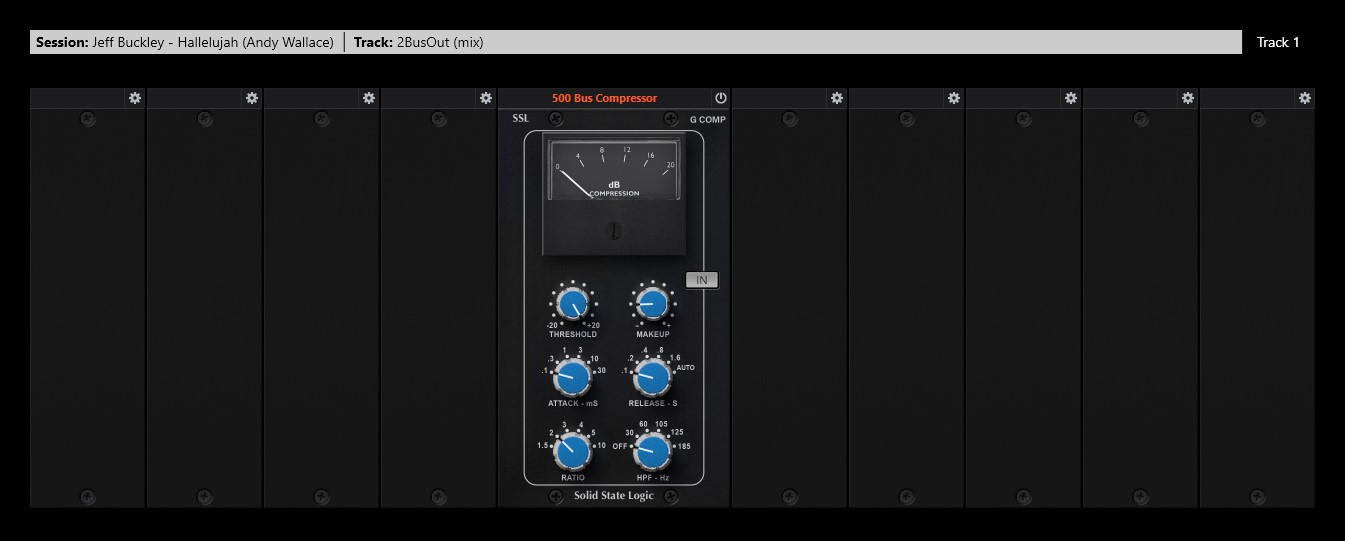 Session: Jeff Buckley - Hallelujah (Andy Wallace) Track: 2BusOut (mix) Track 1
500 Bus Compressor
SSL G COMP
0 4 8 12 16 20
dB
COMPRESSION
IN
-20 +20 - +
THRESHOLD MAKEUP
.1 .3 1 3 10 30 .1 .2 .4 .8 1.6 AUTO
ATTACK - mS RELEASE - S
1.5 2 3 4 5 10 OFF 30 60 105 125 185
RATIO HPF - Hz
Solid State Logic